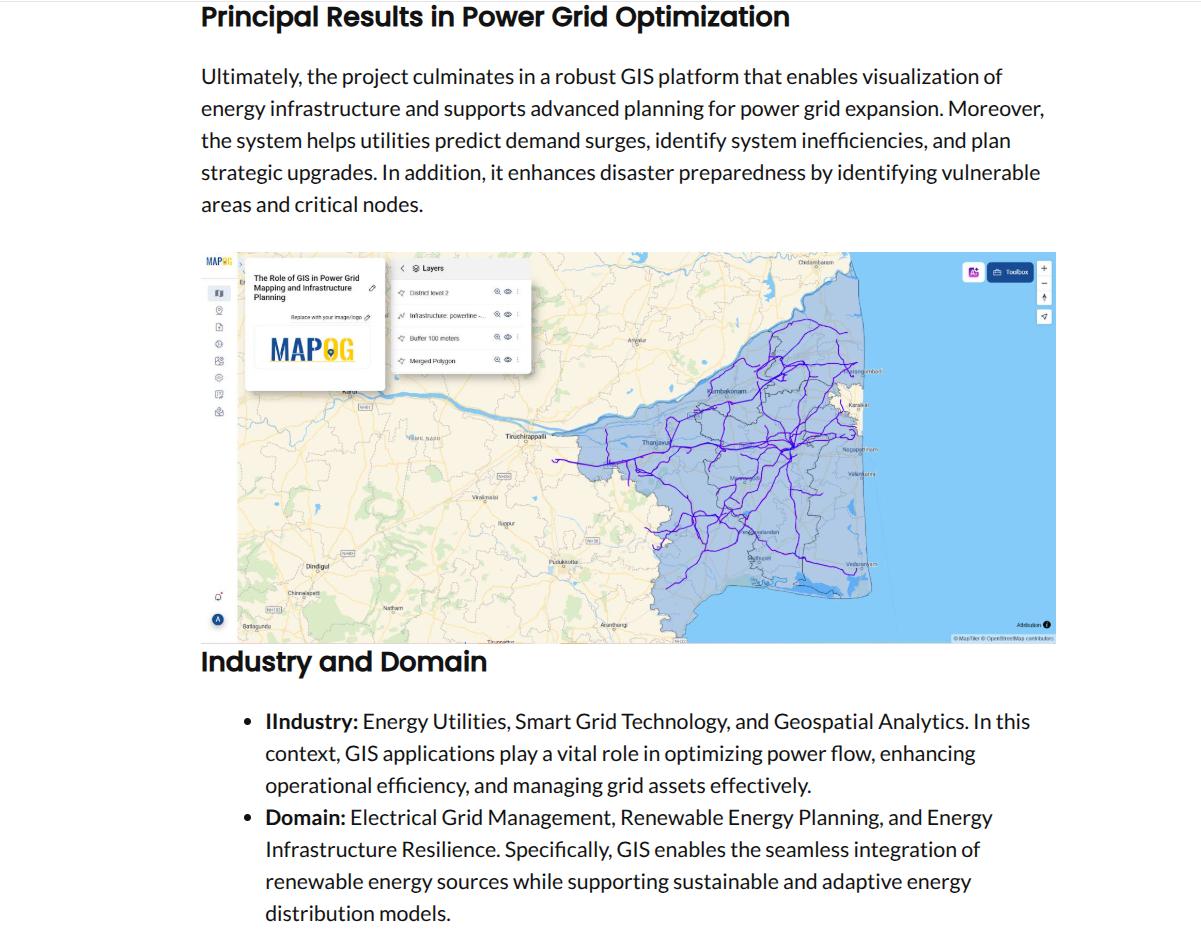 Principal Results in Power Grid Optimization
Ultimately, the project culminates in a robust GIS platform that enables visualization of
energy infrastructure and supports advanced planning for power grid expansion. Moreover,
the system helps utilities predict demand surges, identify system inefficiencies, and plan
strategic upgrades. In addition, it enhances disaster preparedness by identifying vulnerable
areas and critical nodes.
MAPOG
The Role of GIS in Power Grid
Mapping and Infrastructure
Planning
Replace with your image/logo
MAPOG
Layers
District level 2
Infrastructure: powerline -...
Buffer 100 meters
Merged Polygon
Toolbox
Chidambaram
Ariyalur
Kumbakonam
Karaikal
Karur
NH81
TAMIL NADU
Tiruchirappalli
Thanjavur
Nagapattinam
Velankanni
Viralimalai
Iluppur
NH36
Pudukkottai
Vedaranyam
Dindigul
Chinnalapatti
Natham
Batlagundu
Aranthangi
Tiruppattur
A
Attribution
© MapTiler © OpenStreetMap contributors
Industry and Domain
IIndustry: Energy Utilities, Smart Grid Technology, and Geospatial Analytics. In this
context, GIS applications play a vital role in optimizing power flow, enhancing
operational efficiency, and managing grid assets effectively.
Domain: Electrical Grid Management, Renewable Energy Planning, and Energy
Infrastructure Resilience. Specifically, GIS enables the seamless integration of
renewable energy sources while supporting sustainable and adaptive energy
distribution models.